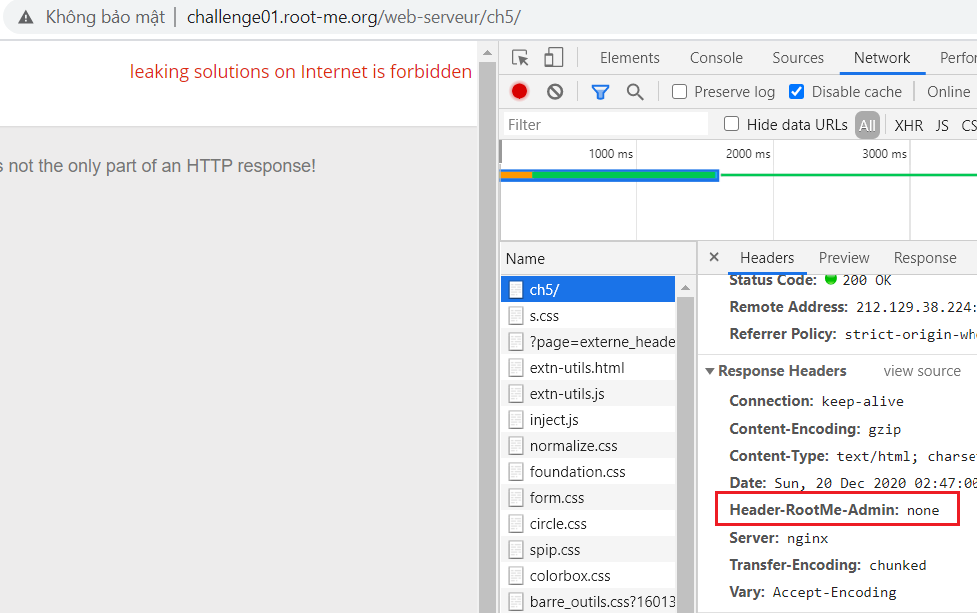 Không bảo mật | challenge01.root-me.org/web-serveur/ch5/
leaking solutions on Internet is forbidden
s not the only part of an HTTP response!
Elements Console Sources Network Perfor
Preserve log Disable cache Online
Filter Hide data URLs All XHR JS CS
1000 ms 2000 ms 3000 ms
Name
ch5/
s.css
?page=externe_heade
extn-utils.html
extn-utils.js
inject.js
normalize.css
foundation.css
form.css
circle.css
spip.css
colorbox.css
barre_outils.css?16013
× Headers Preview Response
Status Code: 200 OK
Remote Address: 212.129.38.224:
Referrer Policy: strict-origin-whe
Response Headers view source
Connection: keep-alive
Content-Encoding: gzip
Content-Type: text/html; charset
Date: Sun, 20 Dec 2020 02:47:00
Header-RootMe-Admin: none
Server: nginx
Transfer-Encoding: chunked
Vary: Accept-Encoding